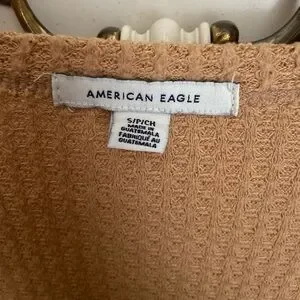 AMERICAN EAGLE
S/P/CH
MADE IN
GUATEMALA
FABRIQUÉ AU
GUATEMALA